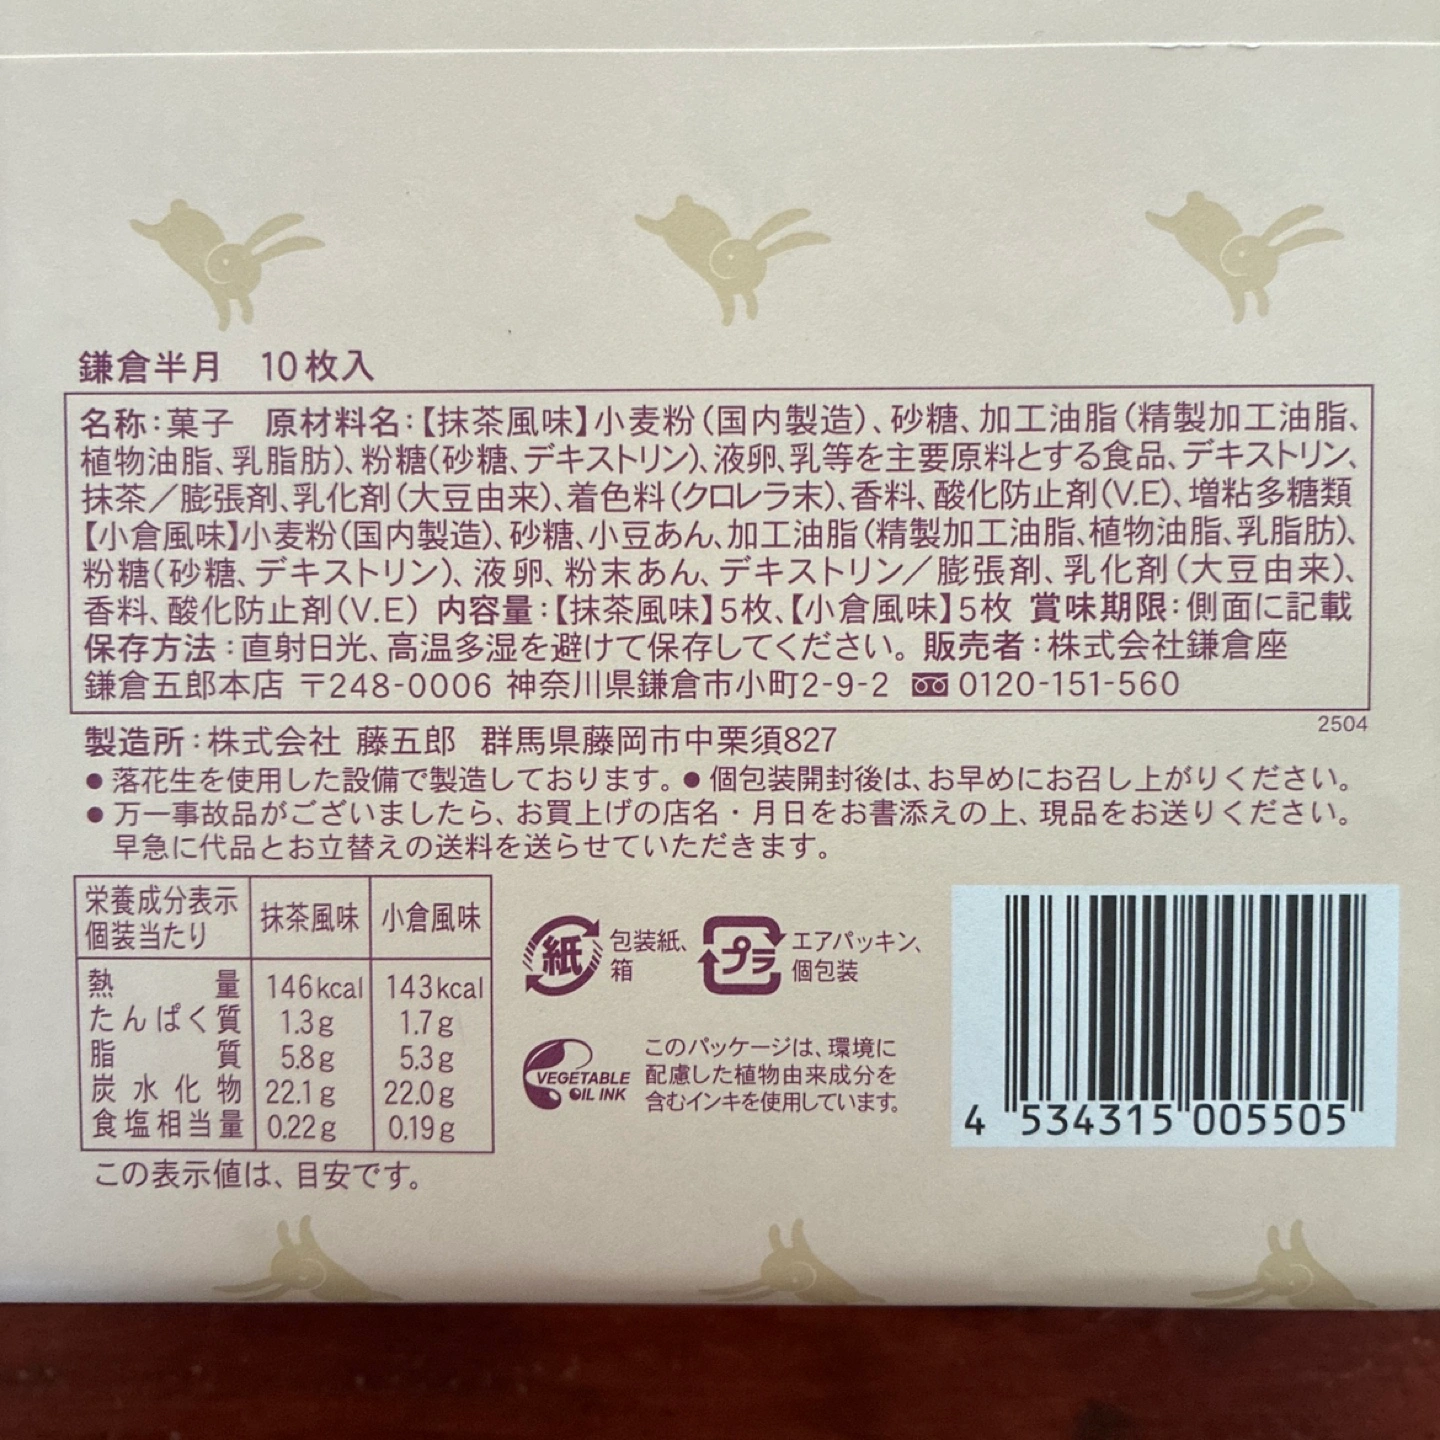 鎌倉半月　10枚入
名称:菓子　原材料名:【抹茶風味】小麦粉(国内製造)、砂糖、加工油脂(精製加工油脂、
植物油脂、乳脂肪)、粉糖(砂糖、デキストリン)、液卵、乳等を主要原料とする食品、デキストリン、
抹茶／膨張剤、乳化剤(大豆由来)、着色料(クロレラ末)、香料、酸化防止剤(V.E)、増粘多糖類
【小倉風味】小麦粉(国内製造)、砂糖、小豆あん、加工油脂(精製加工油脂、植物油脂、乳脂肪)、
粉糖(砂糖、デキストリン)、液卵、粉末あん、デキストリン／膨張剤、乳化剤(大豆由来)、
香料、酸化防止剤(V.E) 内容量:【抹茶風味】5枚、【小倉風味】5枚 賞味期限:側面に記載
保存方法:直射日光、高温多湿を避けて保存してください。販売者:株式会社鎌倉座
鎌倉五郎本店 〒248-0006 神奈川県鎌倉市小町2-9-2 0120-151-560
2504
製造所:株式会社 藤五郎 群馬県藤岡市中栗須827
●落花生を使用した設備で製造しております。●個包装開封後は、お早めにお召し上がりください。
●万一事故品がございましたら、お買上げの店名・月日をお書添えの上、現品をお送りください。
早急に代品とお立替えの送料を送らせていただきます。
栄養成分表示 個装当たり 抹茶風味 小倉風味
熱量 146kcal 143kcal
たんぱく質 1.3g 1.7g
脂質 5.8g 5.3g
炭水化物 22.1g 22.0g
食塩相当量 0.22g 0.19g
この表示値は、目安です。
紙 包装紙、
箱
プラ エアパッキン、
個包装
VEGETABLE
OIL INK
このパッケージは、環境に
配慮した植物由来成分を
含むインキを使用しています。
4 534315 005505